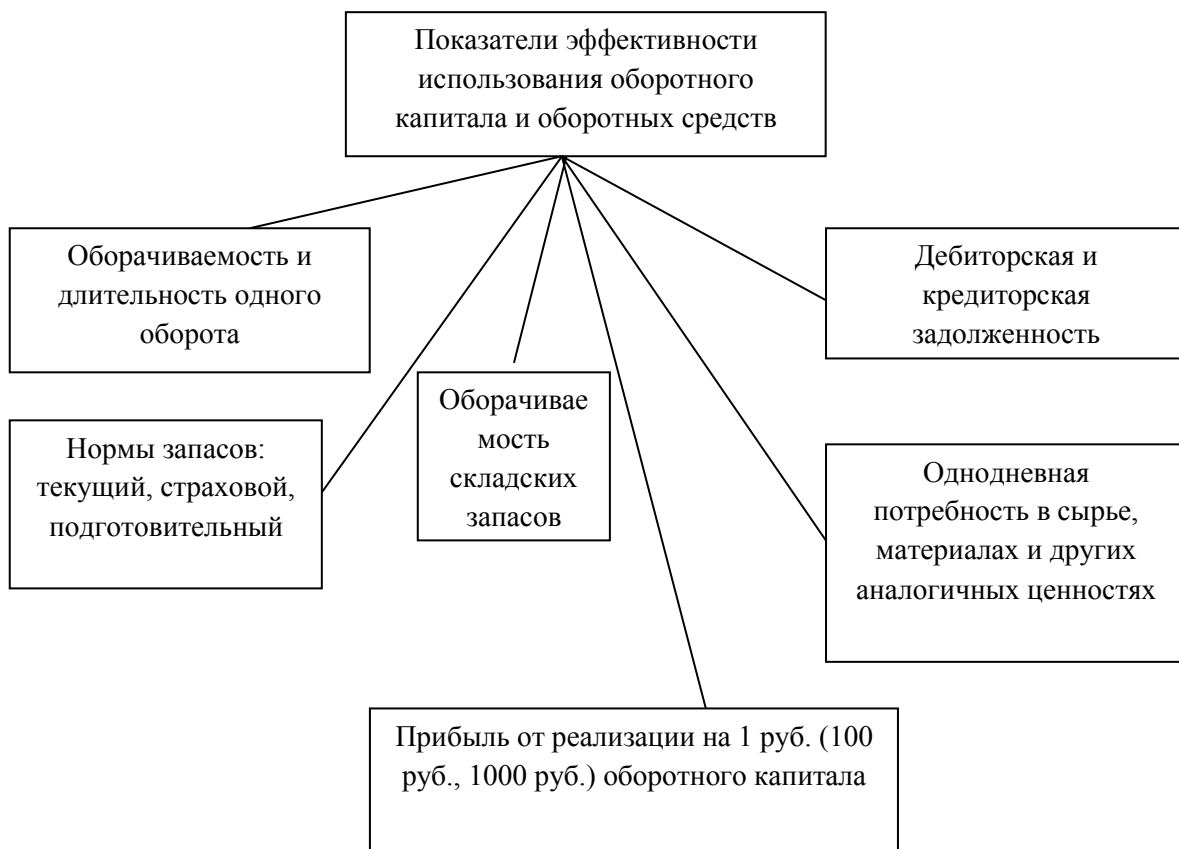 Показатели эффективности
использования оборотного
капитала и оборотных средств
Оборачиваемость и
длительность одного
оборота
Дебиторская и
кредиторская
задолженность
Нормы запасов:
текущий, страховой,
подготовительный
Оборачивае
мость
складских
запасов
Однодневная
потребность в сырье,
материалах и других
аналогичных ценностях
Прибыль от реализации на 1 руб. (100
руб., 1000 руб.) оборотного капитала